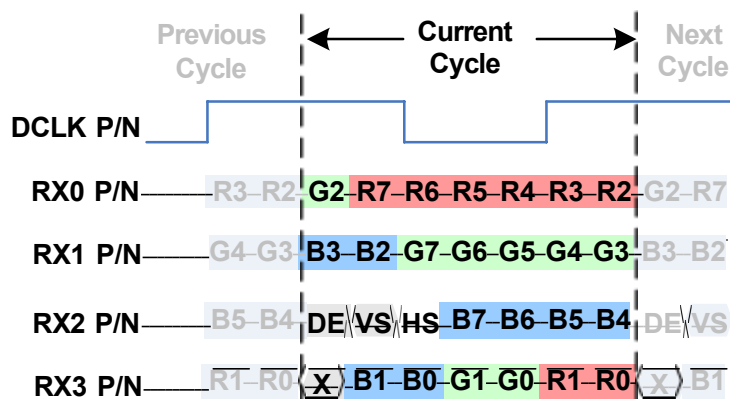 Previous Cycle Current Cycle Next Cycle
DCLK P/N
RX0 P/N R3 R2 G2 R7 R6 R5 R4 R3 R2 G2 R7
RX1 P/N G4 G3 B3 B2 G7 G6 G5 G4 G3 B3 B2
RX2 P/N B5 B4 DE VS HS B7 B6 B5 B4 DE VS
RX3 P/N R1 R0 X B1 B0 G1 G0 R1 R0 X B1